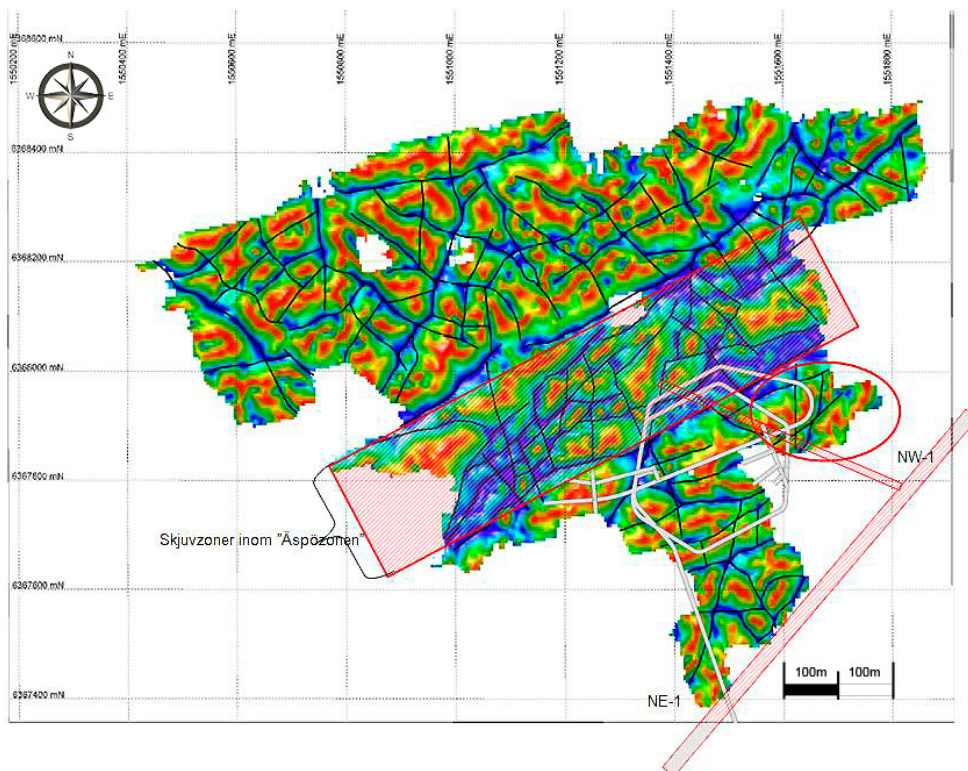 1550200 mE
1550400 mE
1550600 mE
1550800 mE
1551000 mE
1551200 mE
1551400 mE
1551600 mE
1551800 mE
N
W
E
S
6368600 mN
6368400 mN
6368200 mN
6368000 mN
6367800 mN
6367600 mN
6367400 mN
NW-1
Skjuvzoner inom "Äspözonen"
NE-1
100m 100m